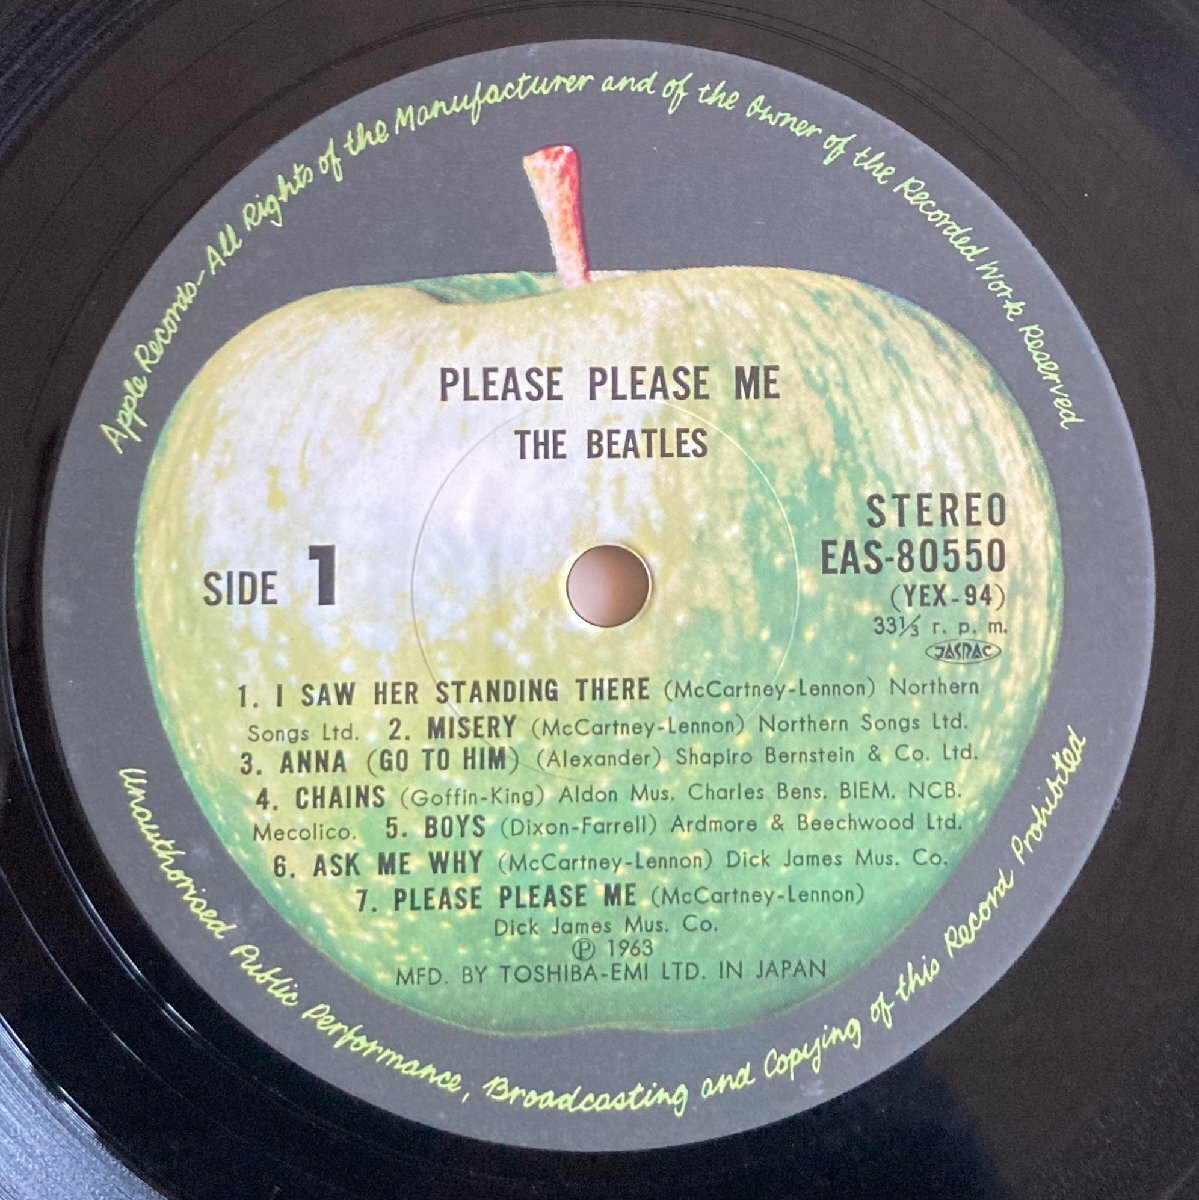 Apple Records-All Rights of the Manufacturer and of the Owner of the Recorded Work Reserved
PLEASE PLEASE ME
THE BEATLES
STEREO
EAS-80550
(YEX-94)
33⅓ r. p. m.
JASRAC
SIDE 1
1. I SAW HER STANDING THERE (McCartney-Lennon) Northern
Songs Ltd. 2. MISERY (McCartney-Lennon) Northern Songs Ltd.
3. ANNA (GO TO HIM) (Alexander) Shapiro Bernstein & Co. Ltd.
4. CHAINS (Goffin-King) Aldon Mus. Charles Bens. BIEM. NCB.
Mecolico. 5. BOYS (Dixon-Farrell) Ardmore & Beechwood Ltd.
6. ASK ME WHY (McCartney-Lennon) Dick James Mus. Co.
7. PLEASE PLEASE ME (McCartney-Lennon)
Dick James Mus. Co.
℗ 1963
MFD. BY TOSHIBA-EMI LTD. IN JAPAN
Unauthorised Public Performance, Broadcasting and Copying of this Record Prohibited